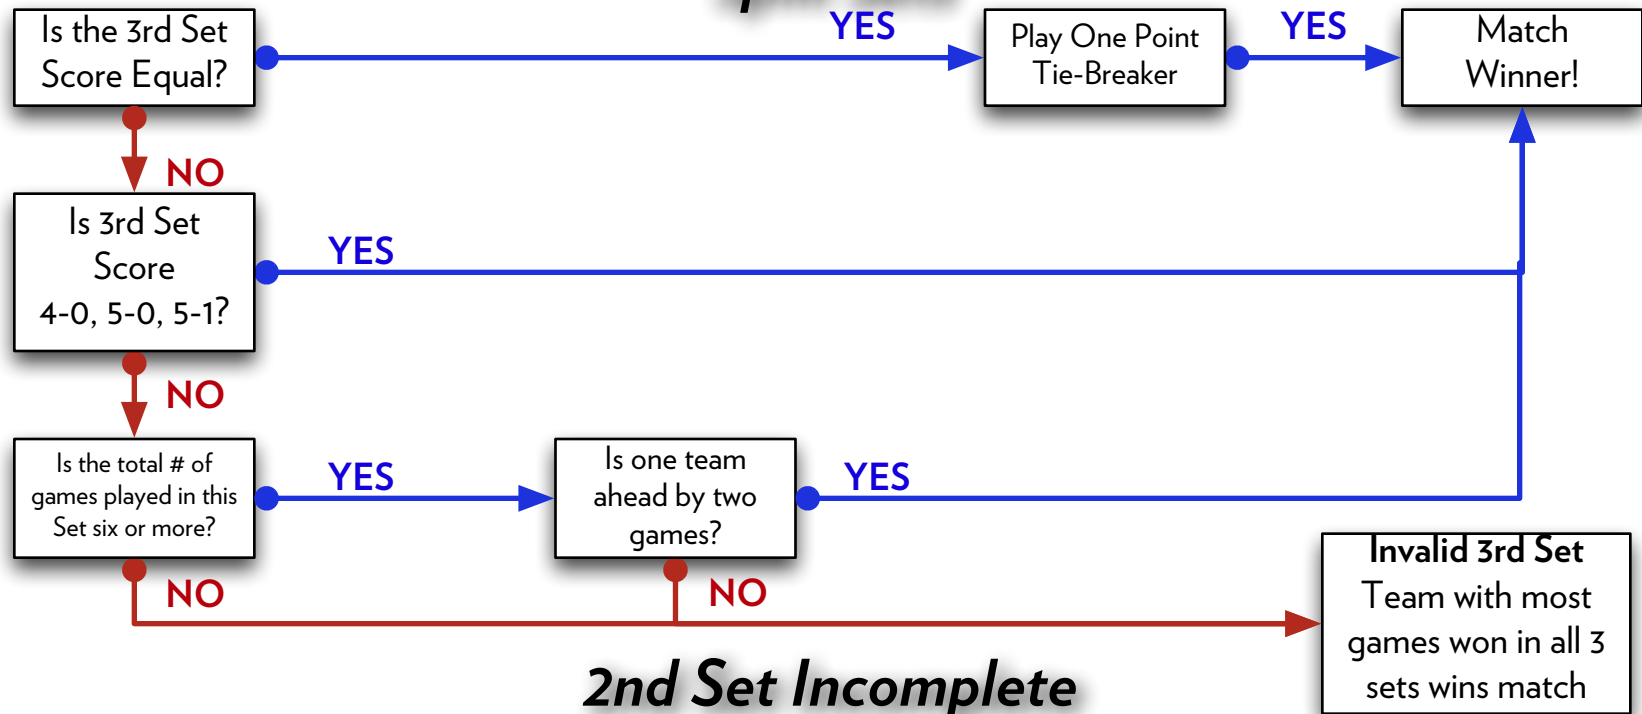 Is the 3rd Set
Score Equal?
YES
Play One Point
Tie-Breaker
YES
Match
Winner!
NO
Is 3rd Set
Score
4-0, 5-0, 5-1?
YES
NO
Is the total # of
games played in this
Set six or more?
YES
Is one team
ahead by two
games?
YES
NO
NO
Invalid 3rd Set
Team with most
games won in all 3
sets wins match
2nd Set Incomplete